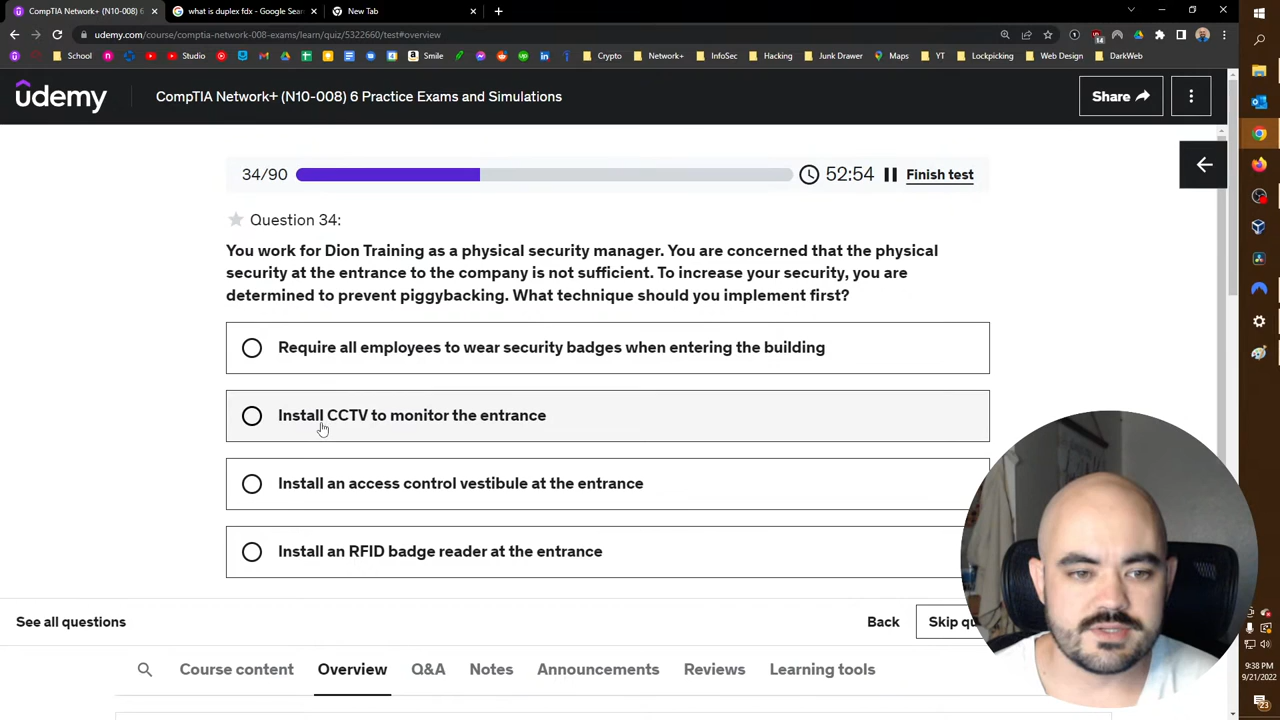 CompTIA Network+ (N10-008) 6
what is duplex fdx - Google Sear
New Tab
udemy.com/course/comptia-network-008-exams/learn/quiz/5322660/test#overview
School
Studio
Smile
Crypto
Network+
InfoSec
Hacking
Junk Drawer
Maps
YT
Lockpicking
Web Design
DarkWeb
ûdemy
CompTIA Network+ (N10-008) 6 Practice Exams and Simulations
Share
34/90
52:54
Finish test
Question 34:
You work for Dion Training as a physical security manager. You are concerned that the physical
security at the entrance to the company is not sufficient. To increase your security, you are
determined to prevent piggybacking. What technique should you implement first?
Require all employees to wear security badges when entering the building
Install CCTV to monitor the entrance
Install an access control vestibule at the entrance
Install an RFID badge reader at the entrance
See all questions
Back
Skip qu
Course content
Overview
Q&A
Notes
Announcements
Reviews
Learning tools
9:38 PM
9/21/2022
23
14